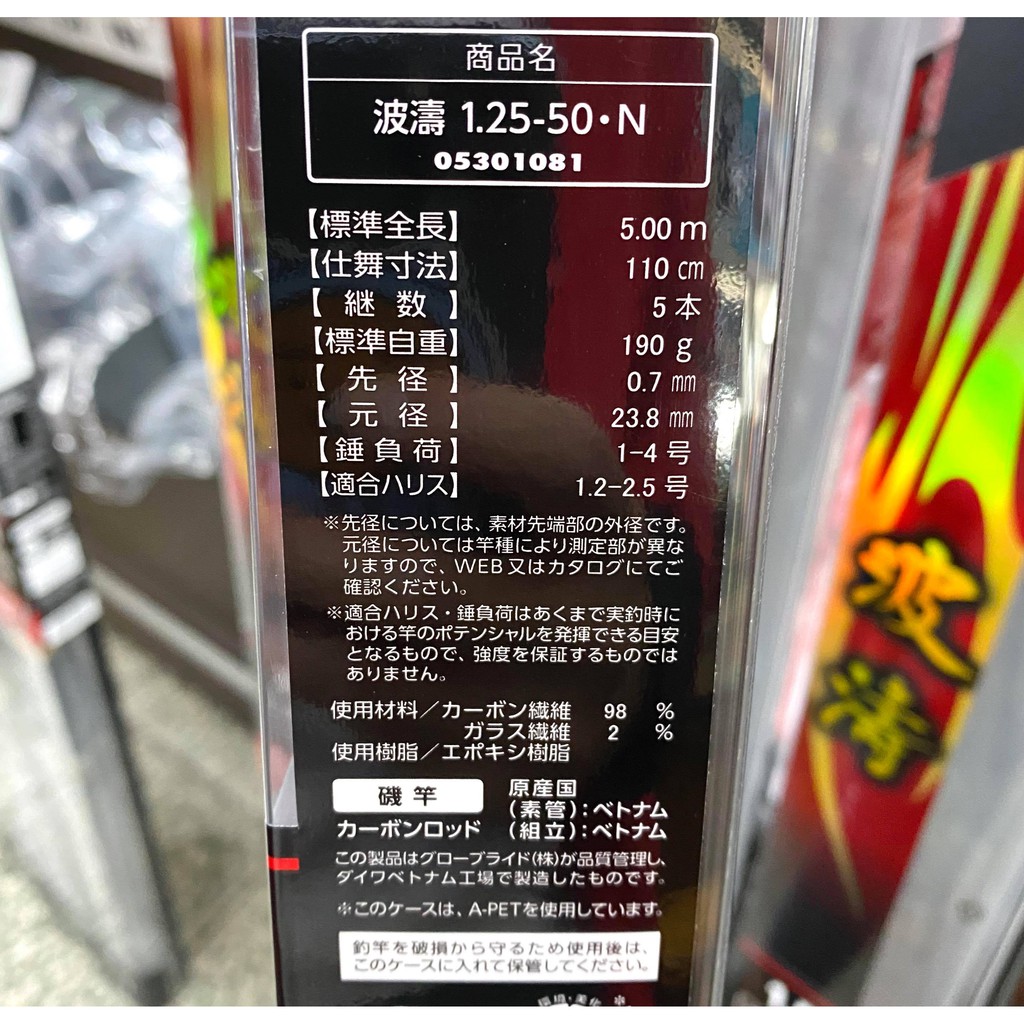 商品名
波濤 1.25-50・N
05301081
【標準全長】 5.00 m
【仕舞寸法】 110 cm
【継数】 5 本
【標準自重】 190 g
【先径】 0.7 mm
【元径】 23.8 mm
【錘負荷】 1-4 号
【適合ハリス】 1.2-2.5 号
※先径については、素材先端部の外径です。
元径については竿種により測定部が異な
りますので、WEB又はカタログにてご
確認ください。
※適合ハリス・錘負荷はあくまで実釣時に
おける竿のポテンシャルを発揮できる目安
となるもので、強度を保証するものでは
ありません。
使用材料／カーボン繊維 98 %
ガラス繊維 2 %
使用樹脂／エポキシ樹脂
磯竿
カーボンロッド
原産国
(素管)：ベトナム
(組立)：ベトナム
この製品はグローブライド(株)が品質管理し、
ダイワベトナム工場で製造したものです。
※このケースは、A-PETを使用しています。
釣竿を破損から守るため使用後は、
このケースに入れて保管してください。
環境・美化
波濤